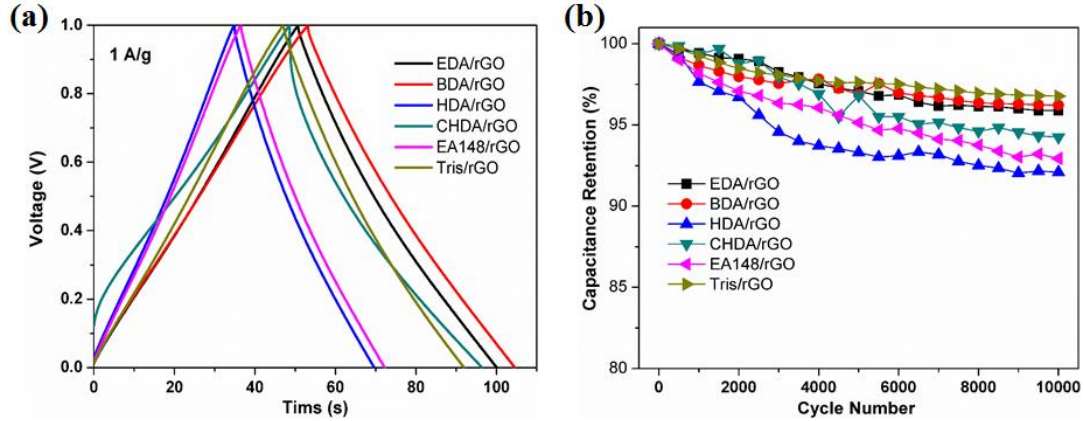 (a)
1.0
0.8
0.6
0.4
0.2
0.0
Voltage (V)
1 A/g
EDA/rGO
BDA/rGO
HDA/rGO
CHDA/rGO
EA148/rGO
Tris/rGO
0 20 40 60 80 100
Tims (s)
(b)
100
95
90
85
80
Capacitance Retention (%)
EDA/rGO
BDA/rGO
HDA/rGO
CHDA/rGO
EA148/rGO
Tris/rGO
0 2000 4000 6000 8000 10000
Cycle Number